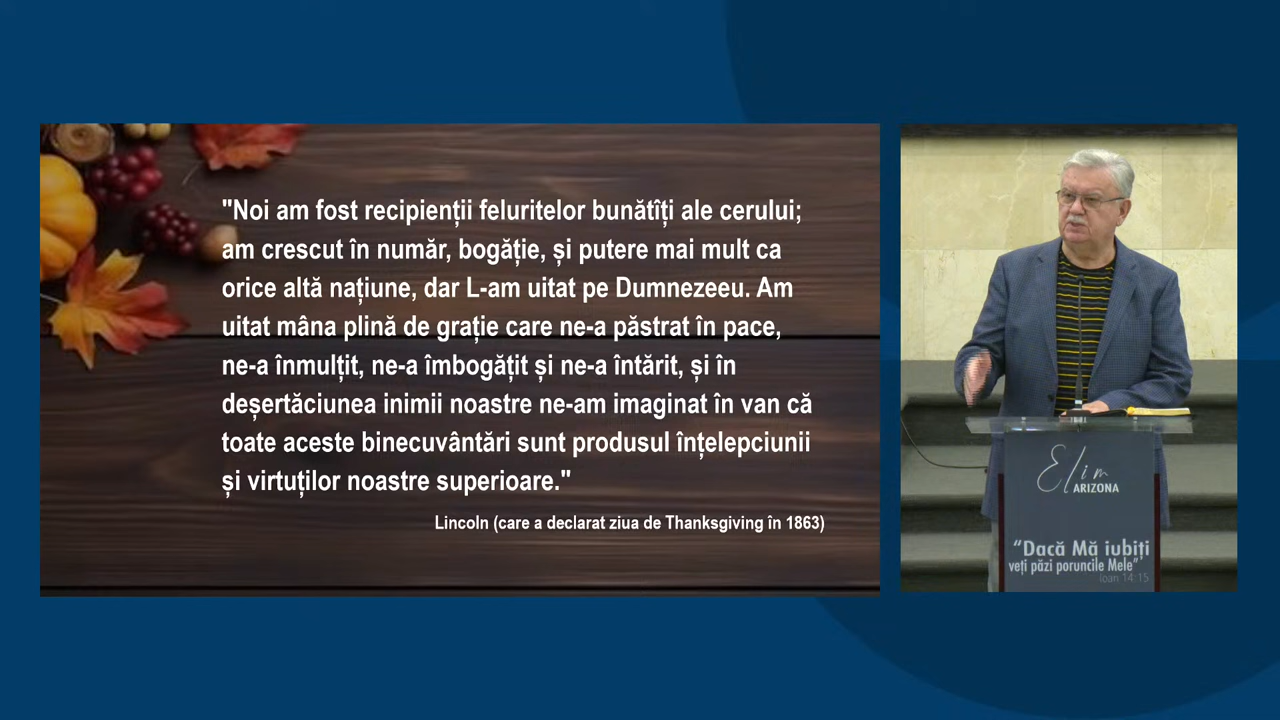 "Noi am fost recipienții feluritelor bunătîți ale cerului;
am crescut în număr, bogăție, și putere mai mult ca
orice altă națiune, dar L-am uitat pe Dumnezeeu. Am
uitat mâna plină de grație care ne-a păstrat în pace,
ne-a înmulțit, ne-a îmbogățit și ne-a întărit, și în
deșertăciunea inimii noastre ne-am imaginat în van că
toate aceste binecuvântări sunt produsul înțelepciunii
și virtuților noastre superioare."
Lincoln (care a declarat ziua de Thanksgiving în 1863)
Elim
ARIZONA
“Dacă Mă iubiți
veți păzi poruncile Mele”
Ioan 14:15